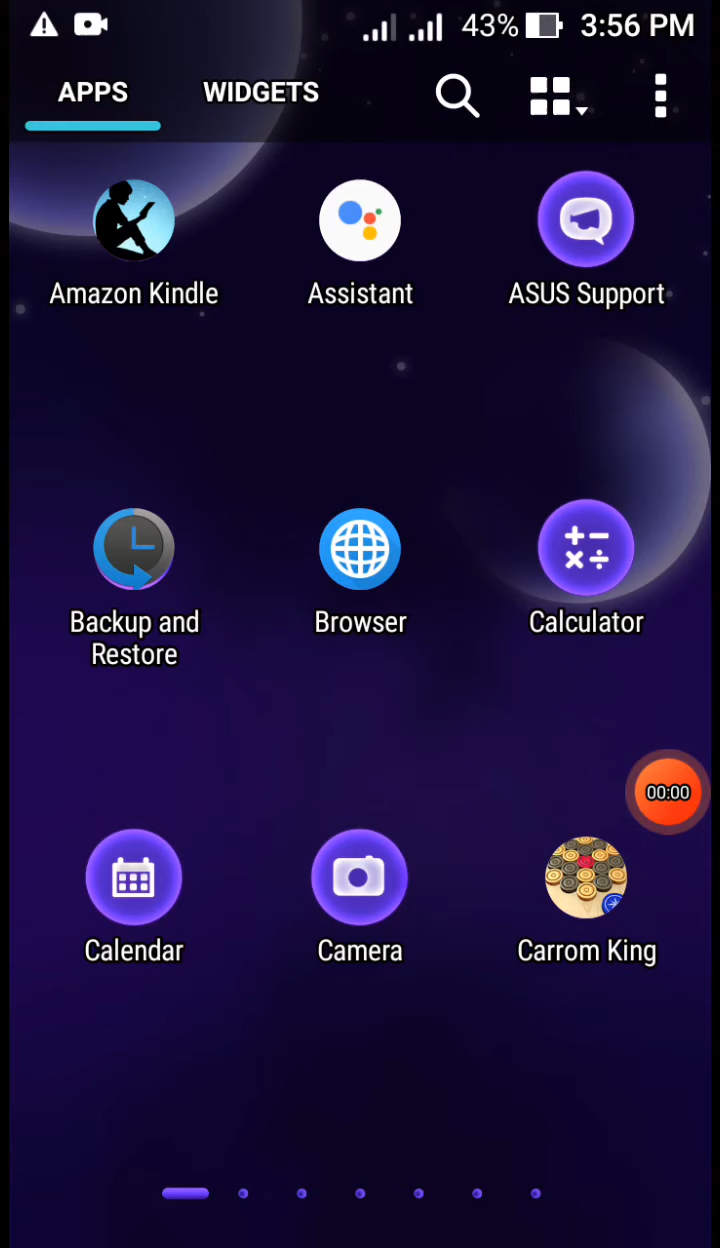 43% 3:56 PM
APPS WIDGETS
Amazon Kindle Assistant ASUS Support
Backup and Restore Browser Calculator
00:00
Calendar Camera Carrom King